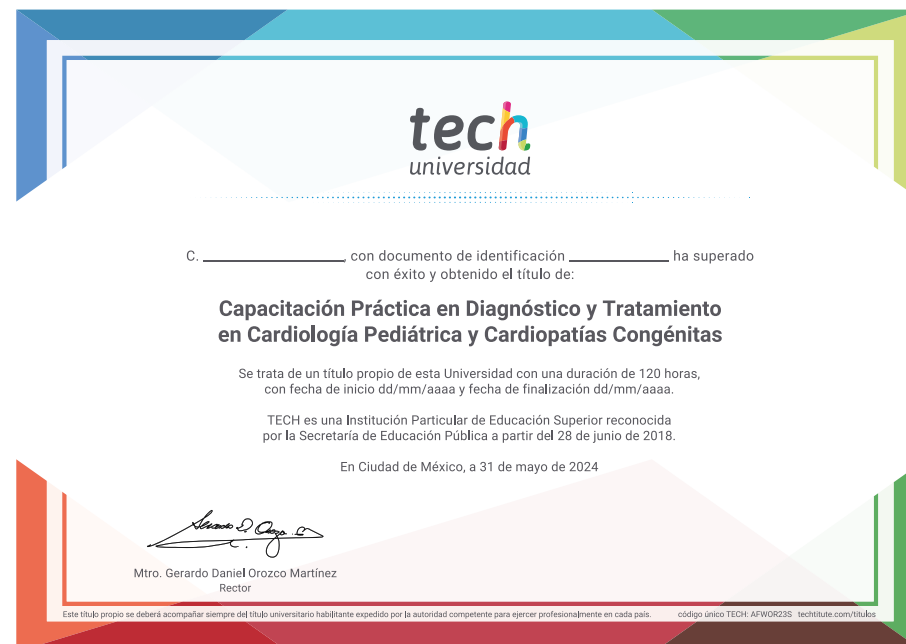 tech
universidad
C. ____________, con documento de identificación ____________ ha superado
con éxito y obtenido el título de:
Capacitación Práctica en Diagnóstico y Tratamiento
en Cardiología Pediátrica y Cardiopatías Congénitas
Se trata de un título propio de esta Universidad con una duración de 120 horas,
con fecha de inicio dd/mm/aaaa y fecha de finalización dd/mm/aaaa.
TECH es una Institución Particular de Educación Superior reconocida
por la Secretaría de Educación Pública a partir del 28 de junio de 2018.
En Ciudad de México, a 31 de mayo de 2024
Mtro. Gerardo Daniel Orozco Martínez
Rector
Este título propio se deberá acompañar siempre del título universitario habilitante expedido por la autoridad competente para ejercer profesionalmente en cada país. código único TECH: AFWOR23S techtitute.com/titulos